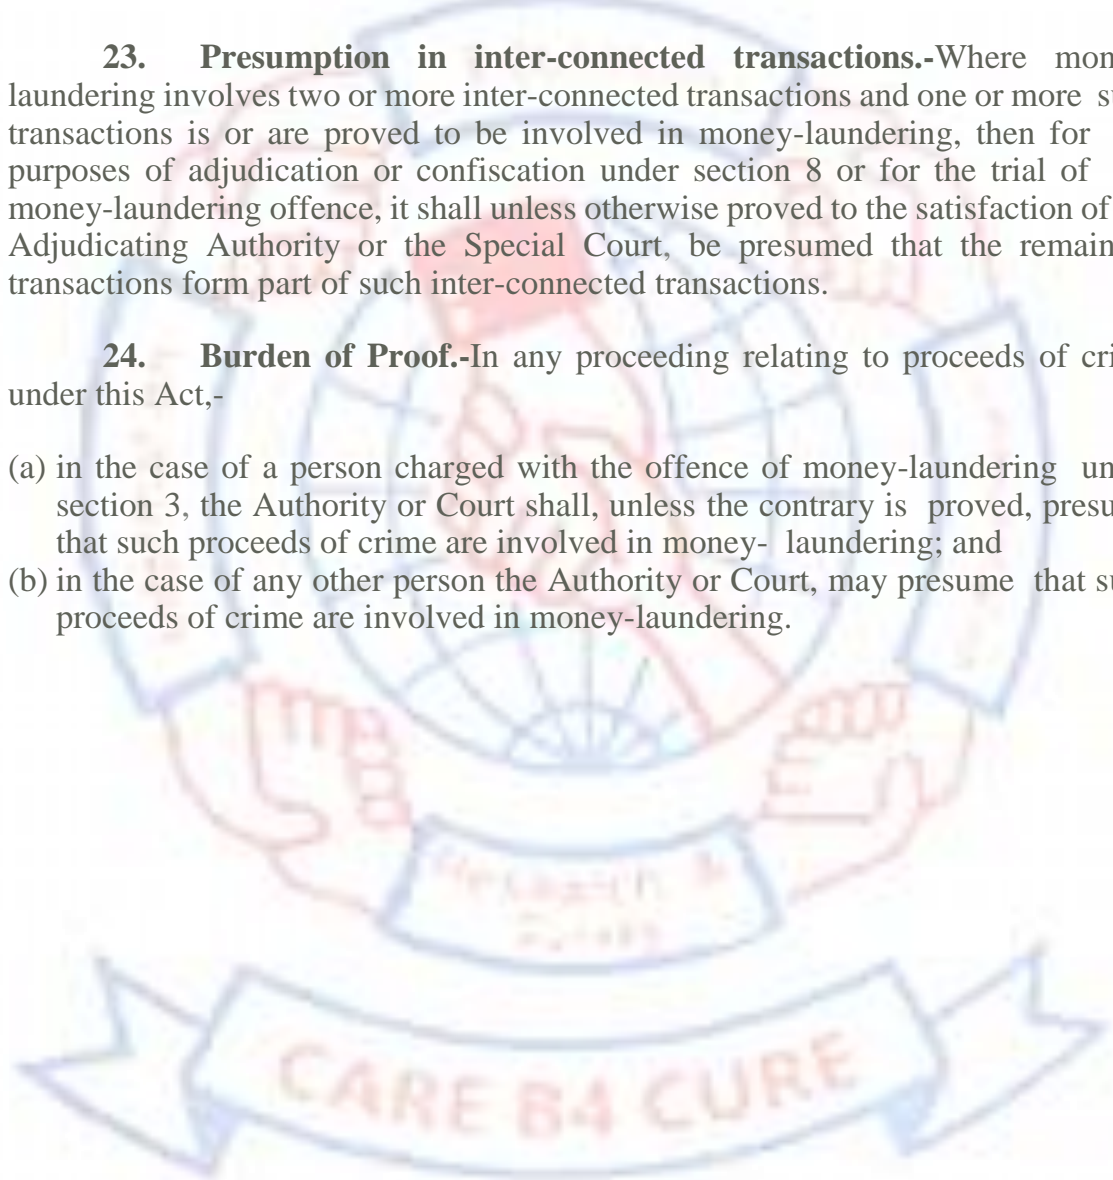 23. Presumption in inter-connected transactions.-Where mon
laundering involves two or more inter-connected transactions and one or more s
transactions is or are proved to be involved in money-laundering, then for
purposes of adjudication or confiscation under section 8 or for the trial of
money-laundering offence, it shall unless otherwise proved to the satisfaction of
Adjudicating Authority or the Special Court, be presumed that the remain
transactions form part of such inter-connected transactions.
24. Burden of Proof.-In any proceeding relating to proceeds of cri
under this Act,-
(a) in the case of a person charged with the offence of money-laundering un
section 3, the Authority or Court shall, unless the contrary is proved, presu
that such proceeds of crime are involved in money- laundering; and
(b) in the case of any other person the Authority or Court, may presume that su
proceeds of crime are involved in money-laundering.
Research &
CARE B4 CURE